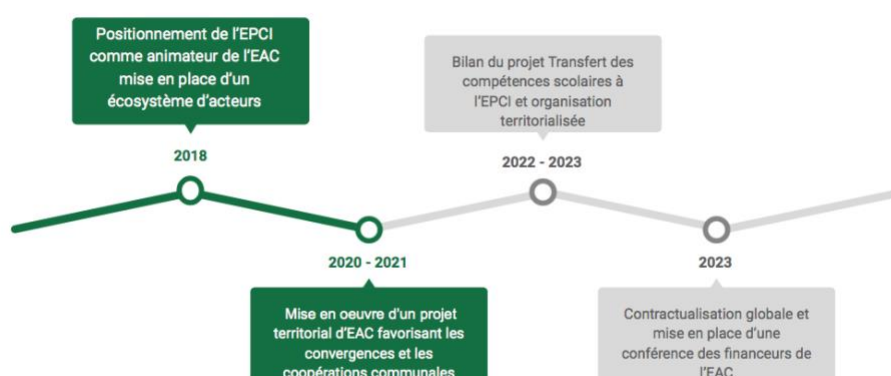 Positionnement de l'EPCI
comme animateur de l'EAC
mise en place d'un
écosystème d'acteurs
2018
2020 - 2021
Mise en oeuvre d'un projet
territorial d'EAC favorisant les
convergences et les
coopérations communales
Bilan du projet Transfert des
compétences scolaires à
l'EPCI et organisation
territorialisée
2022 - 2023
2023
Contractualisation globale et
mise en place d'une
conférence des financeurs de
l'EAC